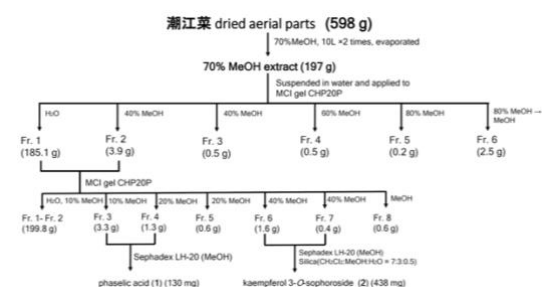 潮江菜 dried aerial parts (598 g)
70%MeOH, 10L ×2 times, evaporated
70% MeOH extract (197 g)
Suspended in water and applied to
MCI gel CHP20P
H₂O 40% MeOH 40% MeOH 60% MeOH 80% MeOH 80% MeOH → MeOH
Fr. 1 Fr. 2 Fr. 3 Fr. 4 Fr. 5 Fr. 6
(185.1 g) (3.9 g) (0.5 g) (0.5 g) (0.2 g) (2.5 g)
MCI gel CHP20P
H₂O, 10% MeOH 10% MeOH 20% MeOH 20% MeOH 40% MeOH 40% MeOH MeOH
Fr. 1- Fr. 2 Fr. 3 Fr. 4 Fr. 5 Fr. 6 Fr. 7 Fr. 8
(199.8 g) (3.3 g) (1.3 g) (0.6 g) (1.6 g) (0.4 g) (0.6 g)
Sephadex LH-20 (MeOH)
Sephadex LH-20 (MeOH)
Silica(CH₂Cl₂:MeOH:H₂O = 7:3:0.5)
phaselic acid (1) (130 mg) kaempferol 3-O-sophoroside (2) (438 mg)